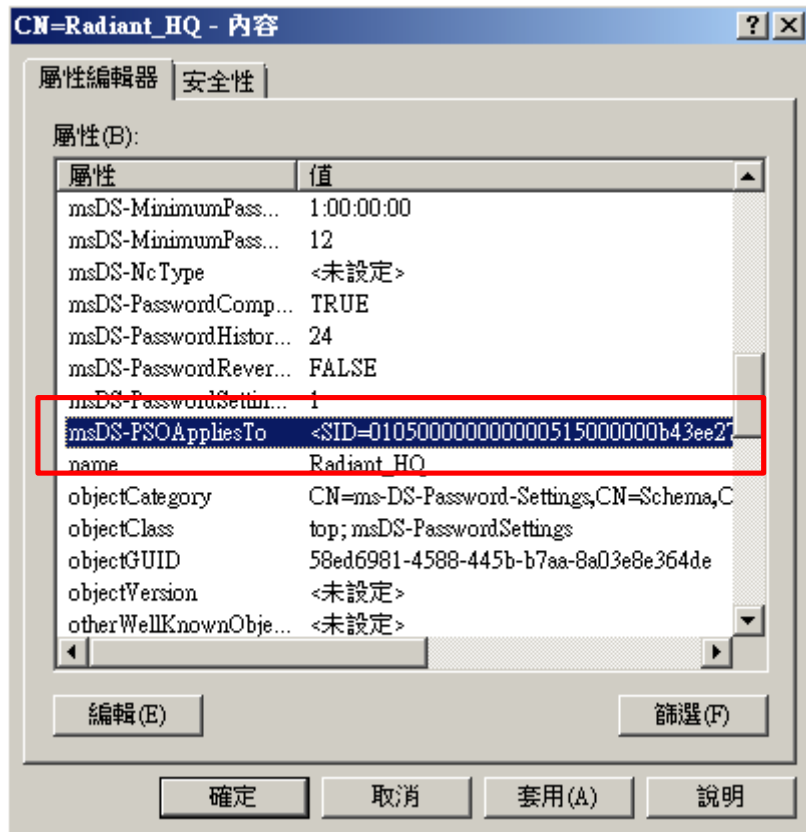 CN=Radiant_HQ - 內容
屬性編輯器 安全性
屬性(B):
屬性 值
msDS-MinimumPass... 1:00:00:00
msDS-MinimumPass... 12
msDS-NcType <未設定>
msDS-PasswordComp... TRUE
msDS-PasswordHistor... 24
msDS-PasswordRever... FALSE
msDS-PasswordSettin... 1
msDS-PSOAppliesTo <SID=010500000000000515000000b43ee27
name Radiant_HQ
objectCategory CN=ms-DS-Password-Settings,CN=Schema,C
objectClass top; msDS-PasswordSettings
objectGUID 58ed6981-4588-445b-b7aa-8a03e8e364de
objectVersion <未設定>
otherWellKnownObje... <未設定>
編輯(E) 篩選(F)
確定 取消 套用(A) 說明